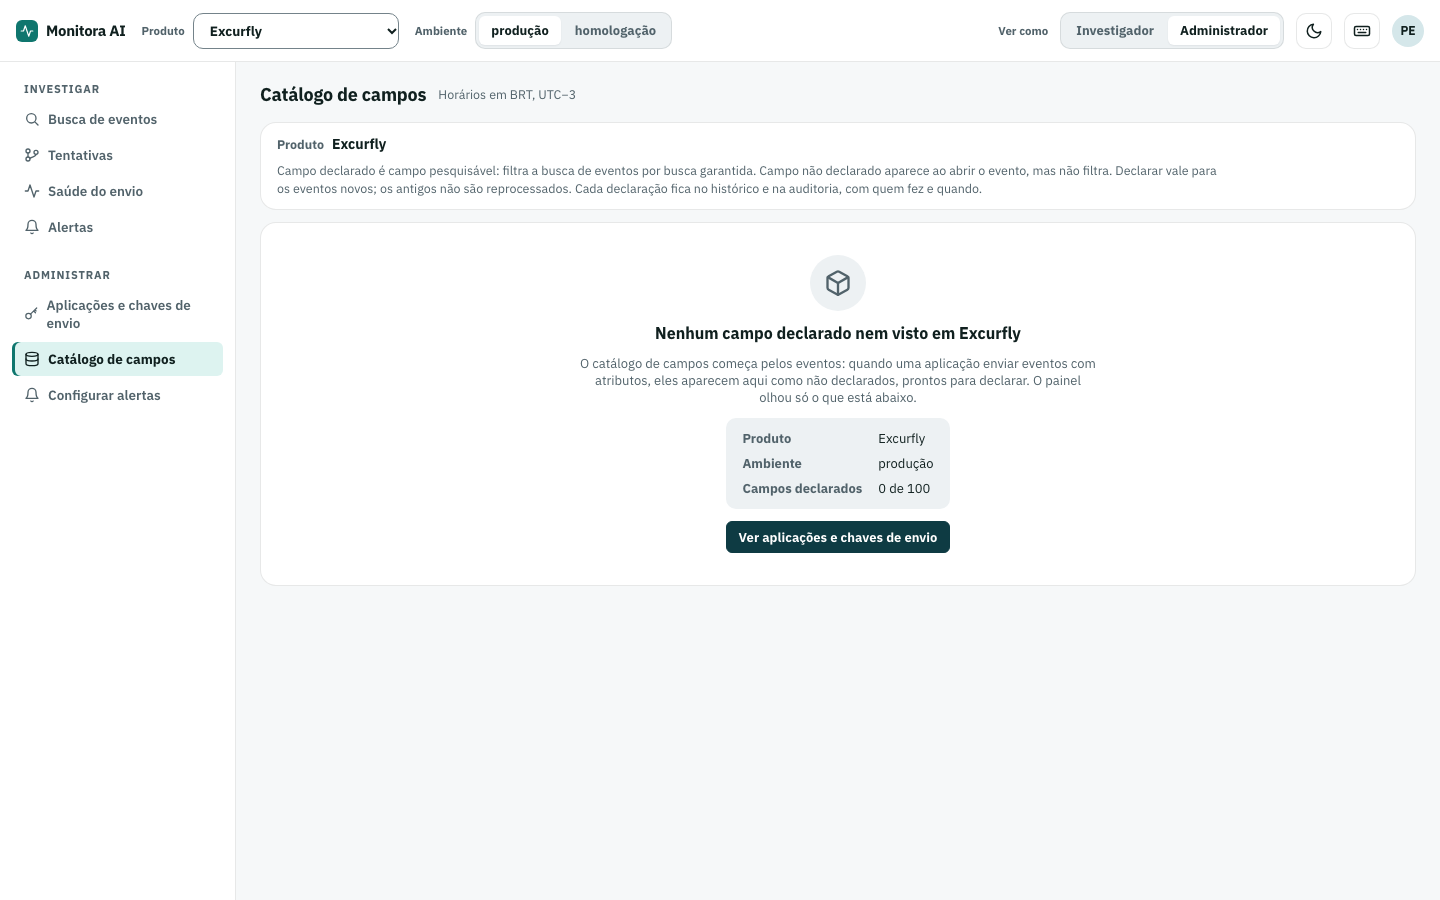 Monitora AI
Produto
Excurfly
Ambiente
produção
homologação
Ver como
Investigador
Administrador
PE
INVESTIGAR
Busca de eventos
Tentativas
Saúde do envio
Alertas
ADMINISTRAR
Aplicações e chaves de
envio
Catálogo de campos
Configurar alertas
Catálogo de campos
Horários em BRT, UTC−3
Produto Excurfly
Campo declarado é campo pesquisável: filtra a busca de eventos por busca garantida. Campo não declarado aparece ao abrir o evento, mas não filtra. Declarar vale para
os eventos novos; os antigos não são reprocessados. Cada declaração fica no histórico e na auditoria, com quem fez e quando.
Nenhum campo declarado nem visto em Excurfly
O catálogo de campos começa pelos eventos: quando uma aplicação enviar eventos com
atributos, eles aparecem aqui como não declarados, prontos para declarar. O painel
olhou só o que está abaixo.
Produto Excurfly
Ambiente produção
Campos declarados 0 de 100
Ver aplicações e chaves de envio